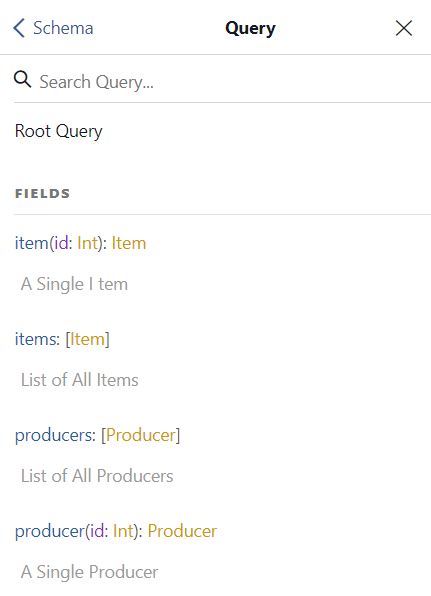 Schema
Query
Search Query...
Root Query
FIELDS
item(id: Int): Item
A Single I tem
items: [Item]
List of All Items
producers: [Producer]
List of All Producers
producer(id: Int): Producer
A Single Producer